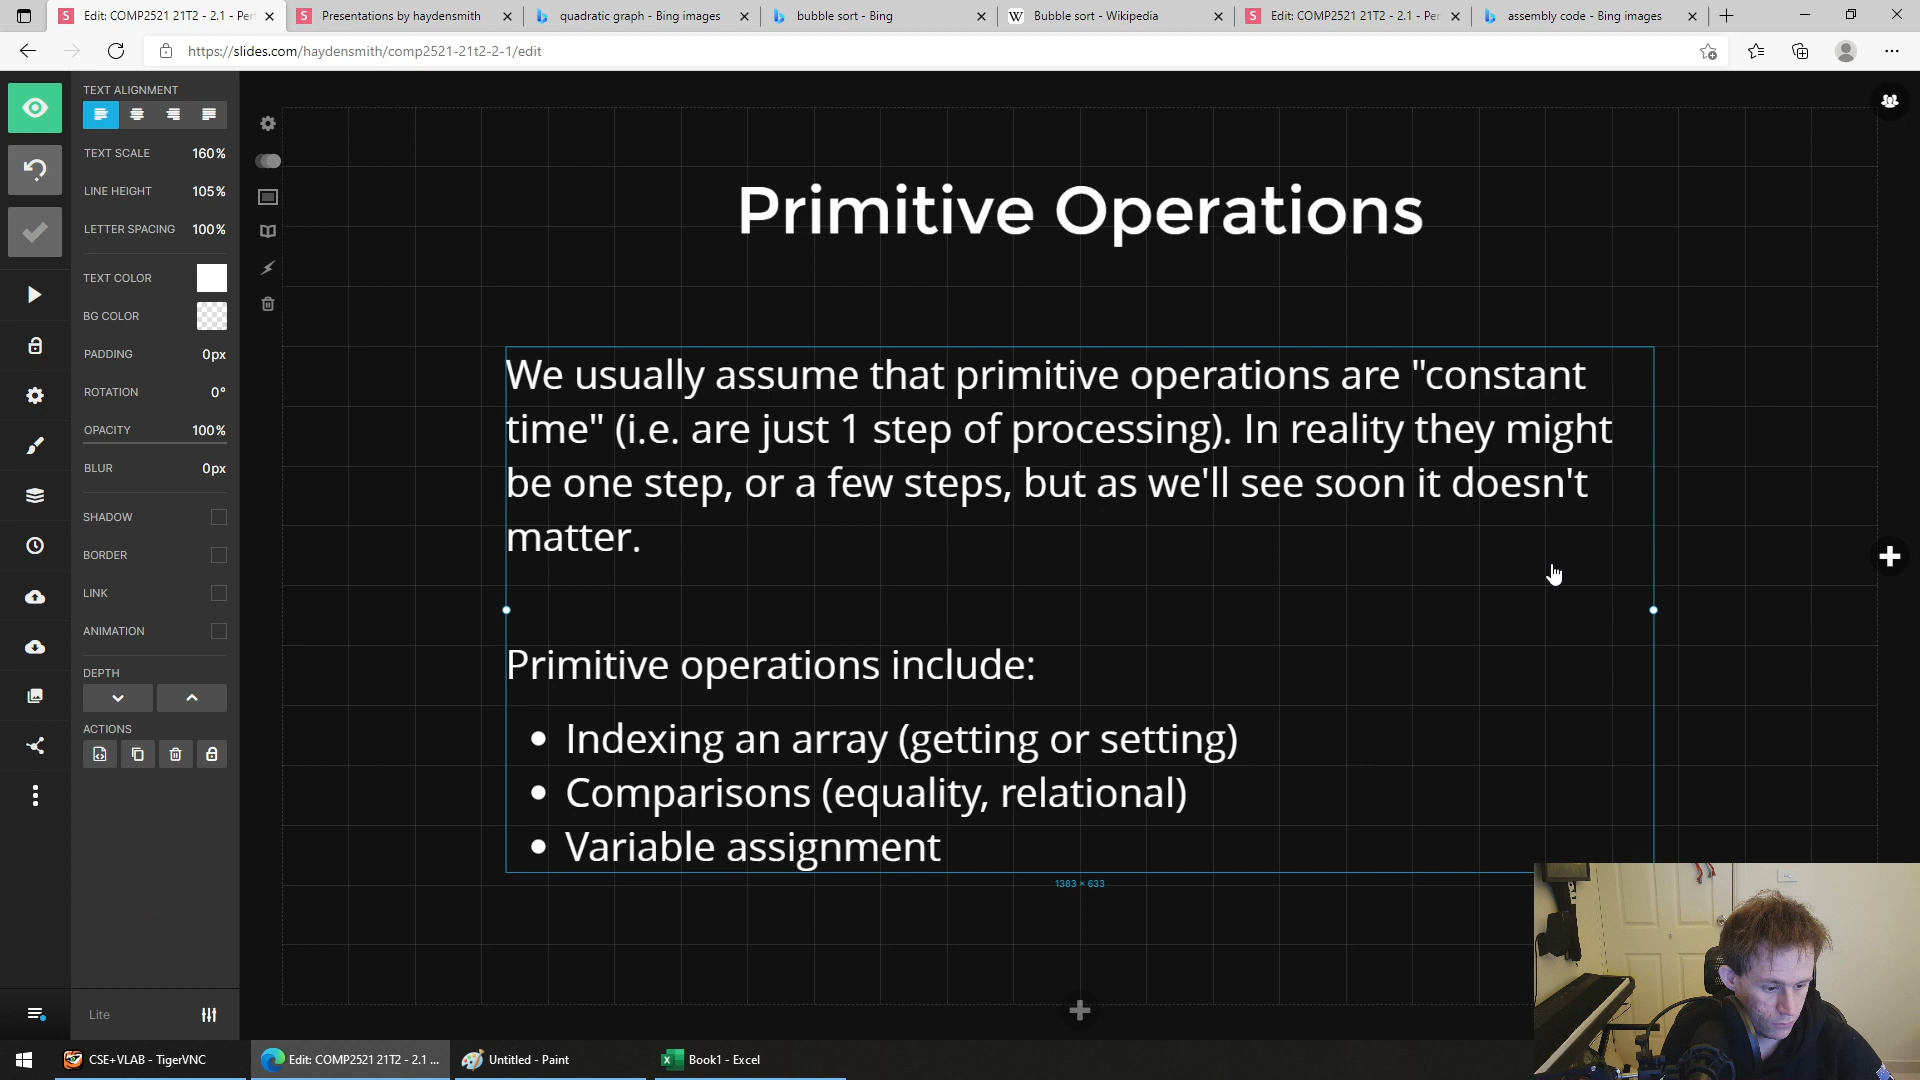 Edit: COMP2521 21T2 - 2.1 - Per
Presentations by haydensmith
quadratic graph - Bing images
bubble sort - Bing
Bubble sort - Wikipedia
Edit: COMP2521 21T2 - 2.1 - Per
assembly code - Bing images
https://slides.com/haydensmith/comp2521-21t2-2-1/edit
TEXT ALIGNMENT
TEXT SCALE 160%
LINE HEIGHT 105%
LETTER SPACING 100%
TEXT COLOR
BG COLOR
PADDING 0px
ROTATION 0°
OPACITY 100%
BLUR 0px
SHADOW
BORDER
LINK
ANIMATION
DEPTH
ACTIONS
Lite
Primitive Operations
We usually assume that primitive operations are "constant
time" (i.e. are just 1 step of processing). In reality they might
be one step, or a few steps, but as we'll see soon it doesn't
matter.
Primitive operations include:
• Indexing an array (getting or setting)
• Comparisons (equality, relational)
• Variable assignment
1383 × 633
CSE+VLAB - TigerVNC
Edit: COMP2521 21T2 - 2.1 ...
Untitled - Paint
Book1 - Excel